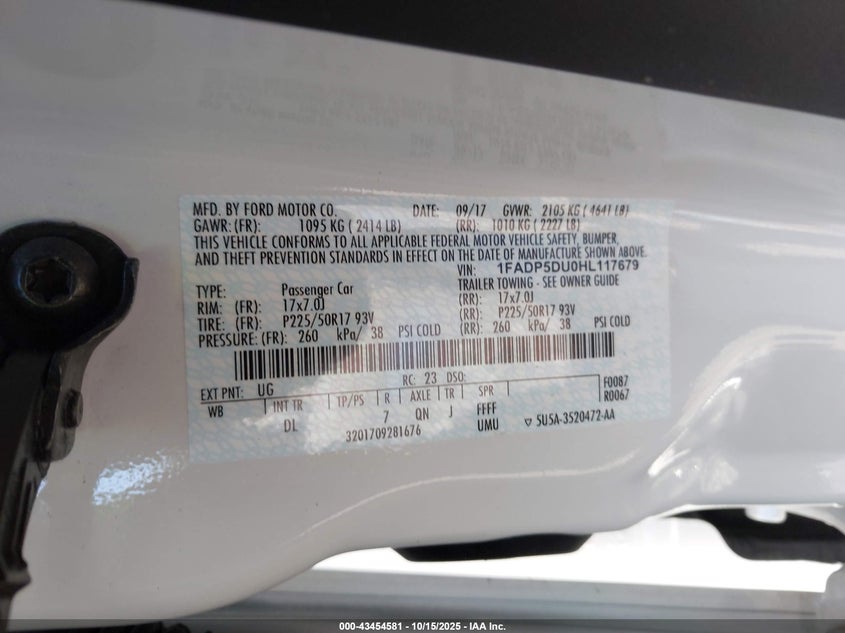 MFD. BY FORD MOTOR CO. DATE: 09/17 GVWR: 2105 KG ( 4641 LB)
GAWR: (FR): 1095 KG ( 2414 LB) (RR): 1010 KG ( 2227 LB)
THIS VEHICLE CONFORMS TO ALL APPLICABLE FEDERAL MOTOR VEHICLE SAFETY, BUMPER,
AND THEFT PREVENTION STANDARDS IN EFFECT ON THE DATE OF MANUFACTURE SHOWN ABOVE.
VIN: 1FADP5DU0HL117679
TYPE: Passenger Car TRAILER TOWING - SEE OWNER GUIDE
RIM: (FR): 17x7.0J (RR): 17x7.0J
TIRE: (FR): P225/50R17 93V (RR): P225/50R17 93V
PRESSURE: (FR): 260 kPa/ 38 PSI COLD (RR): 260 kPa/ 38 PSI COLD
EXT PNT: UG RC: 23 DSO: F0087
WB INT TR TP/PS R AXLE TR SPR R0067
DL 7 QN J FFFF
3201709281676 UMU ▽ SU5A-3520472-AA
000-43454581 - 10/15/2025 - IAA Inc.